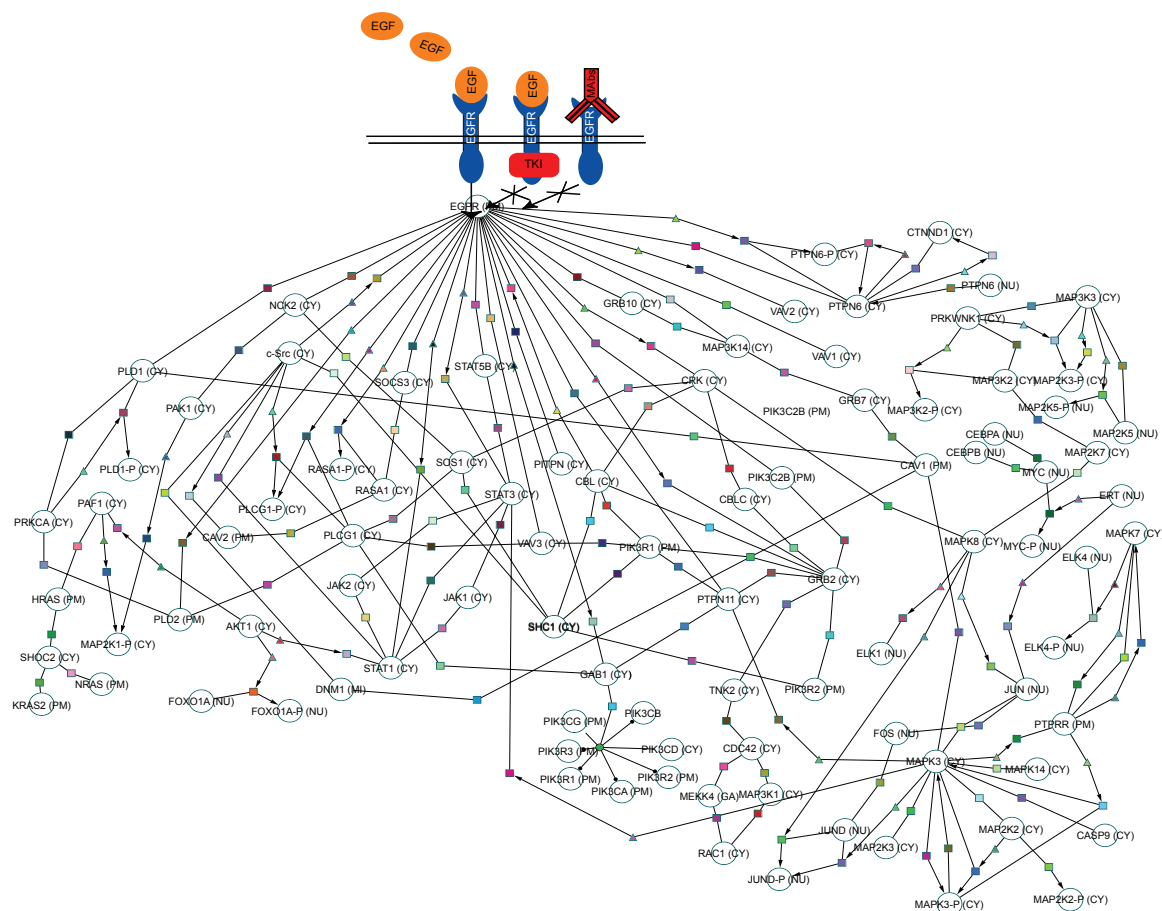 EGF
EGF
EGF
EGF
MAbs
EGFR
EGFR
EGFR
TKI
CTNND1 (CY)
PTPN6-P (CY)
PTPN6 (NU)
NCK2 (CY)
GRB10 (CY)
PTPN6 (CY)
MAP3K3 (CY)
VAV2 (CY)
PRKWNK1 (CY)
c-Src (CY)
MAP3K14 (CY)
VAV1 (CY)
STAT5B (CY)
PLD1 (CY)
SOCS3 (CY)
CRK (CY)
MAP3K2 (CY)
MAP2K3-P (CY)
PAK1 (CY)
PIK3C2B (PM)
GRB7 (CY)
MAP3K2-P (CY)
MAP2K5-P (NU)
CEBPA (NU)
MAP2K5 (NU)
CEBPB (NU)
MAP2K7 (CY)
PLD1-P (CY)
RASA1-P (CY)
SOS1 (CY)
PITPN (CY)
CAV1 (PM)
MYC (NU)
PIK3C2B (PM)
CBL (CY)
RASA1 (CY)
STAT3 (CY)
CBLC (CY)
ERT (NU)
PAF1 (CY)
PLCG1-P (CY)
PRKCA (CY)
CAV2 (PM)
PLCG1 (CY)
VAV3 (CY)
PIK3R1 (PM)
MAPK8 (CY)
MYC-P (NU)
MAPK7 (CY)
ELK4 (NU)
GRB2 (CY)
JAK2 (CY)
HRAS (PM)
JAK1 (CY)
PTPN11 (CY)
PLD2 (PM)
AKT1 (CY)
SHC1 (CY)
MAP2K1-P (CY)
ELK1 (NU)
ELK4-P (NU)
SHOC2 (CY)
STAT1 (CY)
GAB1 (CY)
NRAS (PM)
DNM1 (MI)
TNK2 (CY)
PIK3R2 (PM)
JUN (NU)
KRAS2 (PM)
FOXO1A (NU)
FOXO1A-P (NU)
PIK3CG (PM)
PIK3CB
PTPRR (PM)
FOS (NU)
PIK3R3 (PM)
PIK3CD (CY)
CDC42 (CY)
MAPK3 (CY)
MAPK14 (CY)
PIK3R1 (PM)
PIK3R2 (PM)
PIK3CA (PM)
MEKK4 (GA)
MAP3K1 (CY)
JUND (NU)
MAP2K2 (CY)
CASP9 (CY)
MAP2K3 (CY)
RAC1 (CY)
JUND-P (NU)
MAPK3-P (CY)
MAP2K2-P (CY)